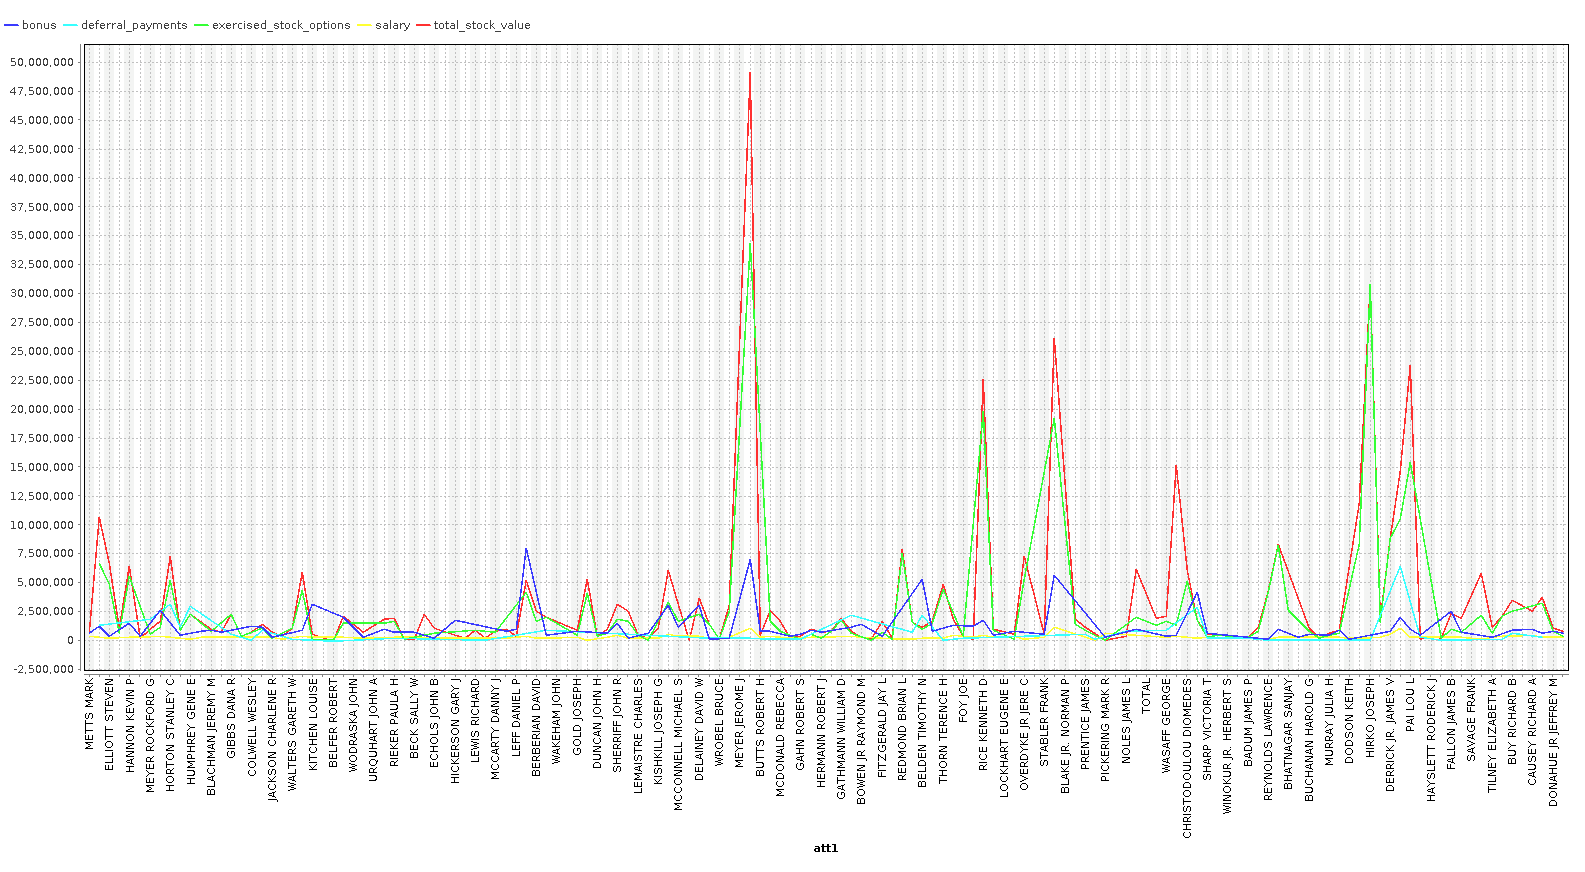 bonus deferral_payments exercised_stock_options salary total_stock_value
50,000,000
47,500,000
45,000,000
42,500,000
40,000,000
37,500,000
35,000,000
32,500,000
30,000,000
27,500,000
25,000,000
22,500,000
20,000,000
17,500,000
15,000,000
12,500,000
10,000,000
7,500,000
5,000,000
2,500,000
0
-2,500,000
METTS MARK
ELLIOTT STEVEN
HANNON KEVIN P
MEYER ROCKFORD G
HORTON STANLEY C
HUMPHREY GENE E
BLACHMAN JEREMY M
GIBBS DANA R
COLWELL WESLEY
JACKSON CHARLENE R
WALTERS GARETH W
KITCHEN LOUISE
BELFER ROBERT
WODRASKA JOHN
URQUHART JOHN A
RIEKER PAULA H
BECK SALLY W
ECHOLS JOHN B
HICKERSON GARY J
LEWIS RICHARD
MCCARTY DANNY J
LEFF DANIEL P
BERBERIAN DAVID
WAKEHAM JOHN
GOLD JOSEPH
DUNCAN JOHN H
SHERRIFF JOHN R
LEMAISTRE CHARLES
KISHKILL JOSEPH G
MCCONNELL MICHAEL S
DELAINEY DAVID W
WROBEL BRUCE
MEYER JEROME J
BUTTS ROBERT H
MCDONALD REBECCA
GAHN ROBERT S
HERMANN ROBERT J
GATHMANN WILLIAM D
BOWEN JR RAYMOND M
FITZGERALD JAY L
REDMOND BRIAN L
BELDEN TIMOTHY N
THORN TERENCE H
FOY JOE
RICE KENNETH D
LOCKHART EUGENE E
OVERDYKE JR JERE C
STABLER FRANK
BLAKE JR. NORMAN P
PRENTICE JAMES
PICKERING MARK R
NOLES JAMES L
TOTAL
WASAFF GEORGE
CHRISTODOULOU DIOMEDES
SHARP VICTORIA T
WINOKUR JR. HERBERT S
BADUM JAMES P
REYNOLDS LAWRENCE
BHATNAGAR SANJAY
BUCHANAN HAROLD G
MURRAY JULIA H
DODSON KEITH
HIRKO JOSEPH
DERRICK JR. JAMES V
PAI LOU L
HAYSLETT RODERICK J
FALLON JAMES B
SAVAGE FRANK
TILNEY ELIZABETH A
BUY RICHARD B
CAUSEY RICHARD A
DONAHUE JR JEFFREY M
att1